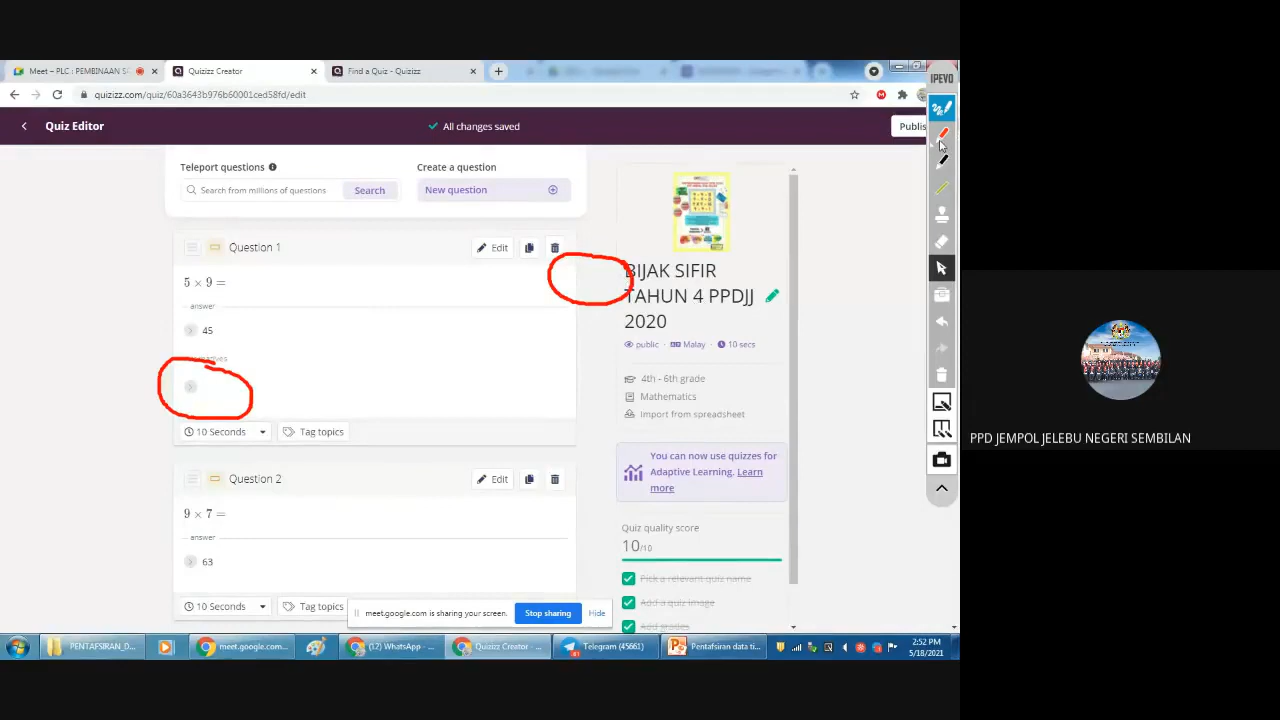 Meet – PLC : PEMBINAAN S
Quizizz Creator
Find a Quiz - Quizizz
IPEVO
quizizz.com/quiz/60a3643b976b60001ced58fd/edit
Quiz Editor
All changes saved
Publis
Teleport questions
Create a question
Search from millions of questions
Search
New question
Question 1
Edit
5 × 9 =
answer
45
10 Seconds
Tag topics
Question 2
Edit
9 × 7 =
answer
63
10 Seconds
Tag topics
BIJAK SIFIR
TAHUN 4 PPDJJ
2020
public · Malay · 10 secs
4th - 6th grade
Mathematics
Import from spreadsheet
You can now use quizzes for
Adaptive Learning. Learn
more
Quiz quality score
10/10
Pick a relevant quiz name
Add a quiz image
Add grades
meet.google.com is sharing your screen.
Stop sharing
Hide
PENTAFSIRAN_D...
meet.google.com...
(12) WhatsApp - ...
Quizizz Creator - ...
Telegram (45661)
Pentafsiran data ti...
2:52 PM
5/18/2021
PPD JEMPOL JELEBU NEGERI SEMBILAN